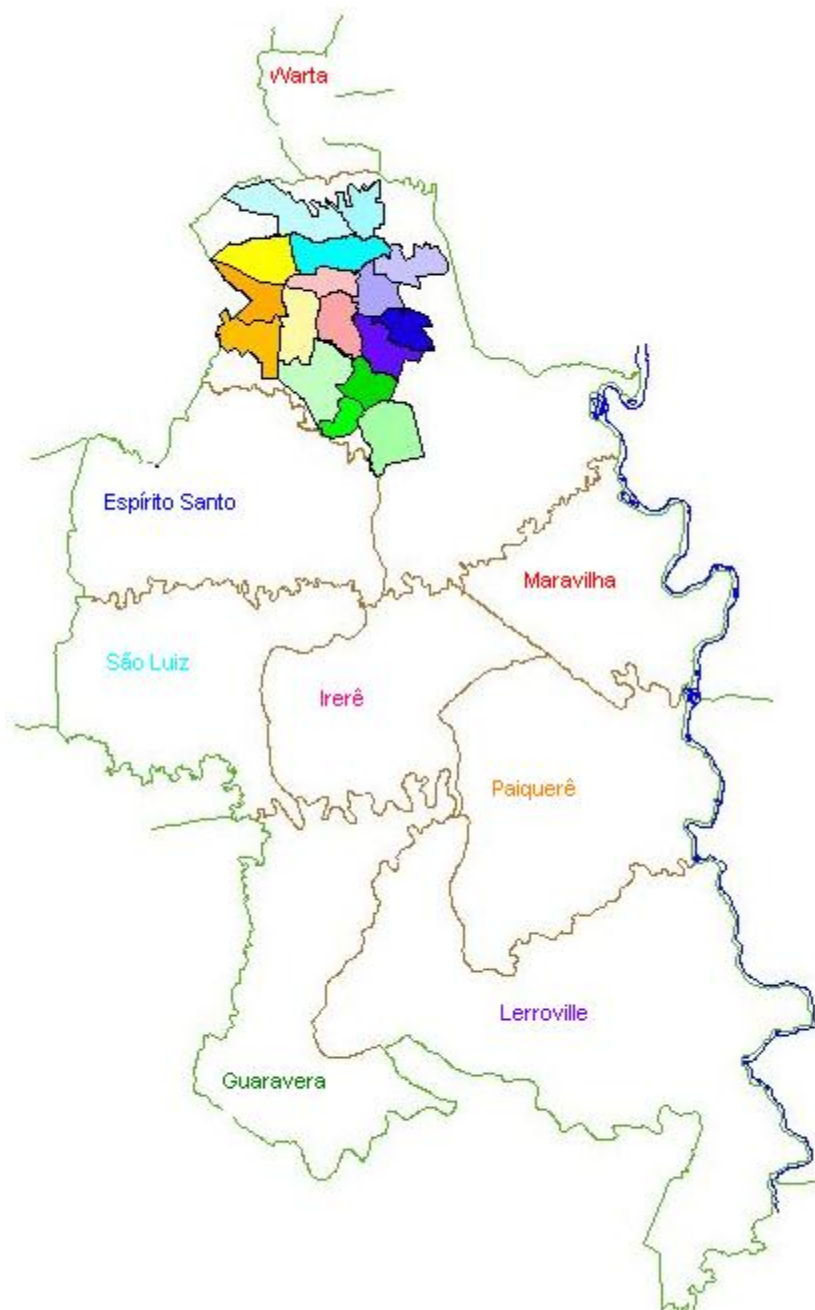 Warta
Espírito Santo
Maravilha
São Luiz
Irerê
Paiquerê
Lerroville
Guaravera